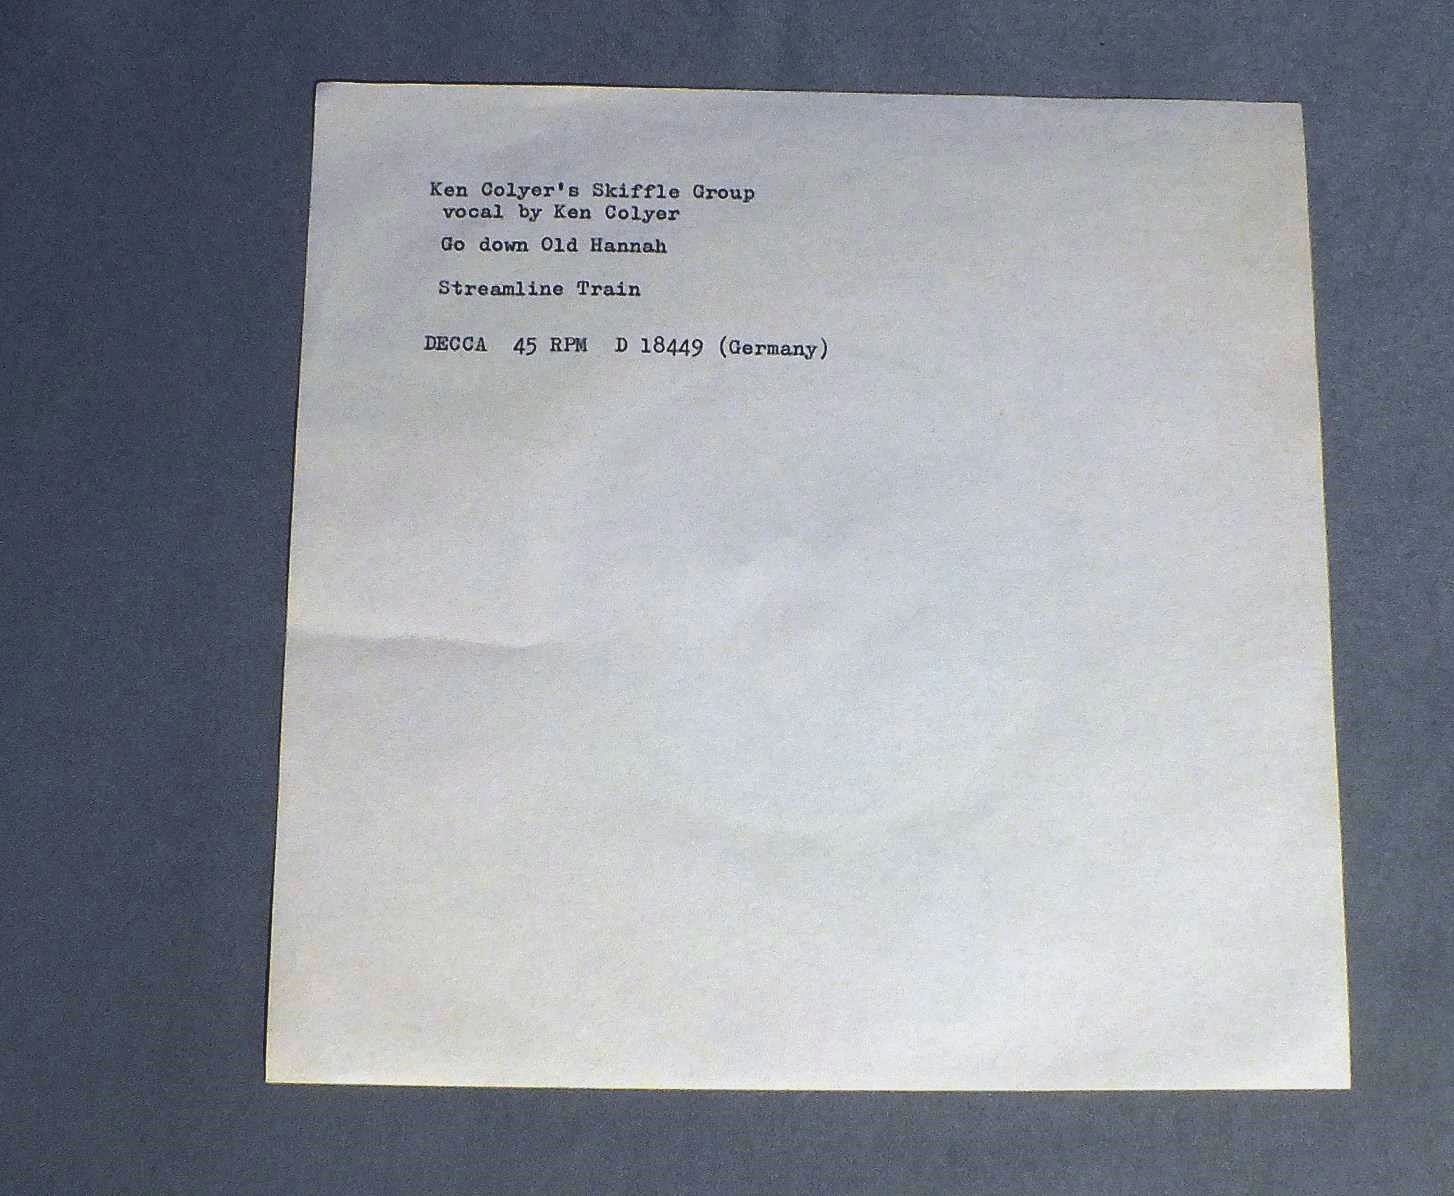 Ken Colyer's Skiffle Group
vocal by Ken Colyer
Go down Old Hannah
Streamline Train
DECCA 45 RPM D 18449 (Germany)